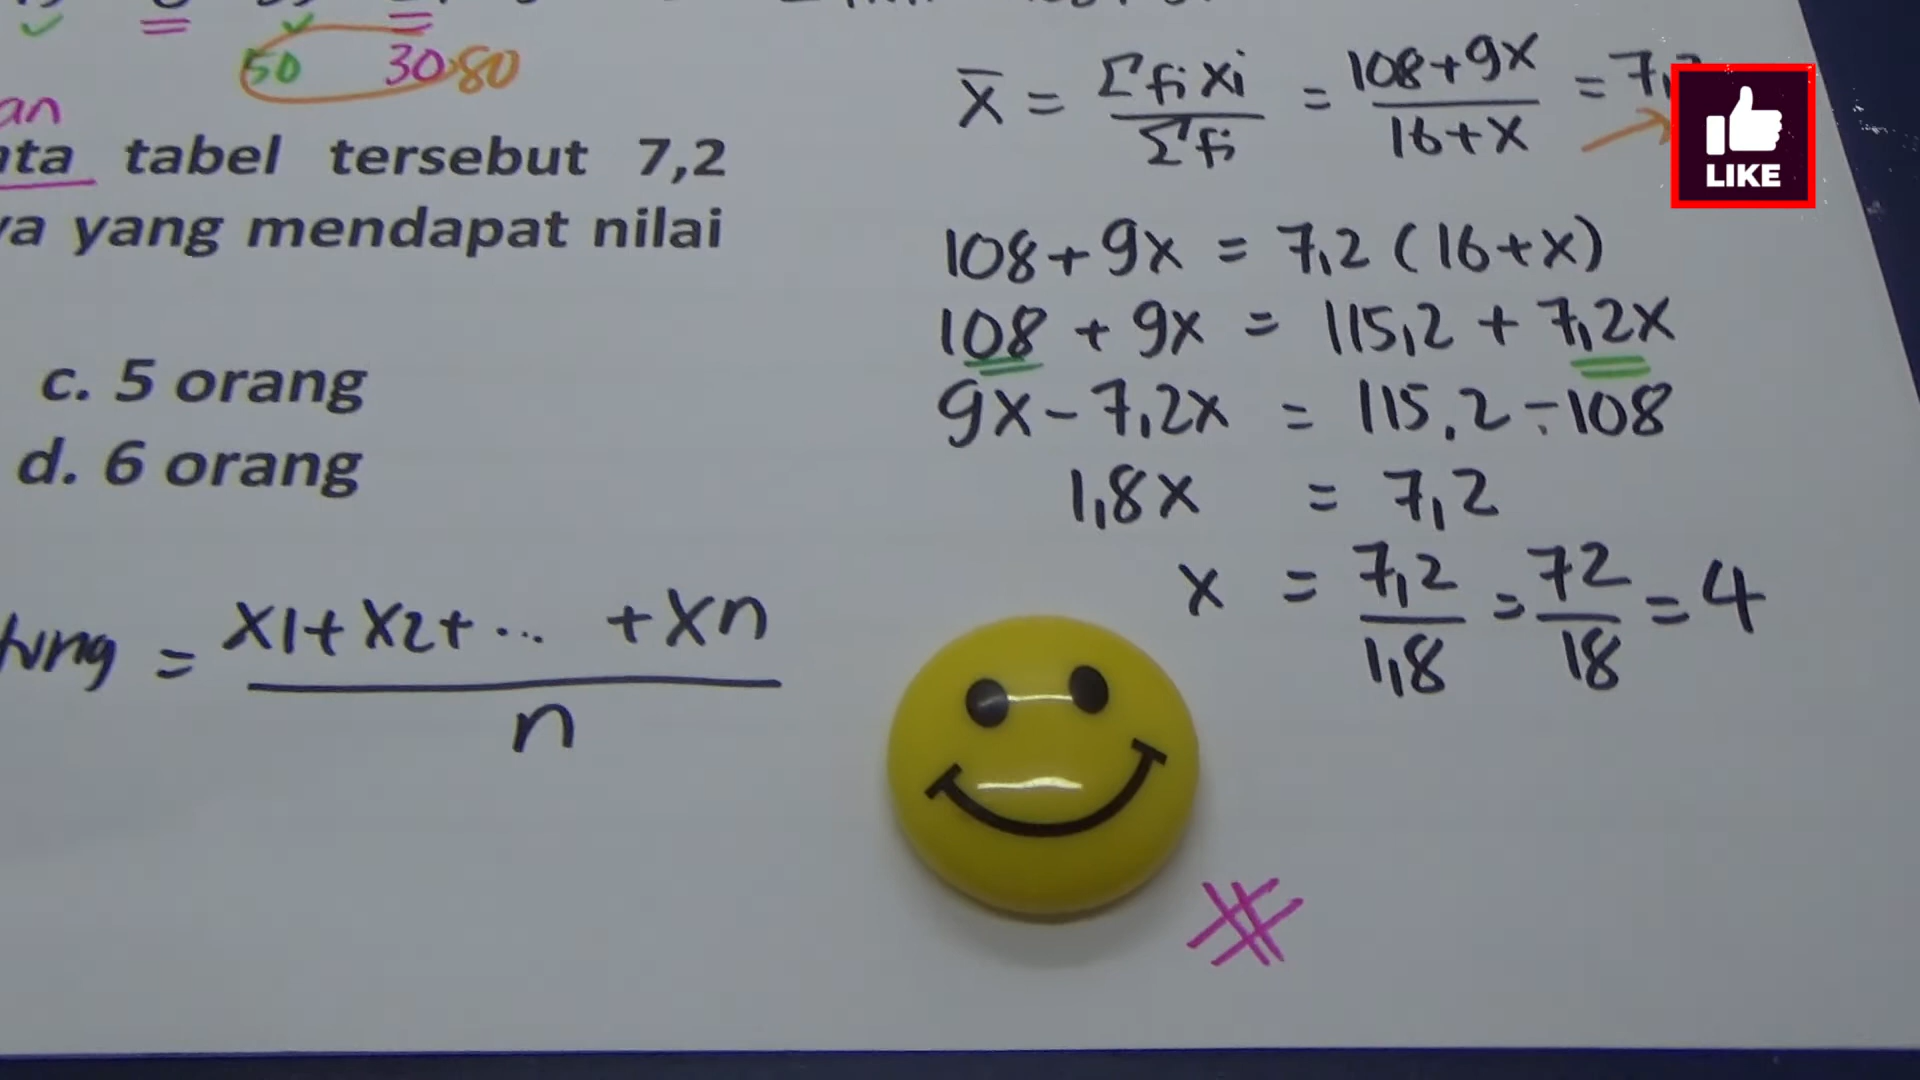 50 30 80
an
tabel tersebut 7,2
yang mendapat nilai
c. 5 orang
d. 6 orang
tung = x1+x2+... +xn
n
x̄ = Σfi xi / Σfi = 108+9x / 16+x = 7,
LIKE
108+9x = 7,2 (16+x)
108 + 9x = 115,2 + 7,2x
9x - 7,2x = 115,2 - 108
1,8x = 7,2
x = 7,2 / 1,8 = 72 / 18 = 4